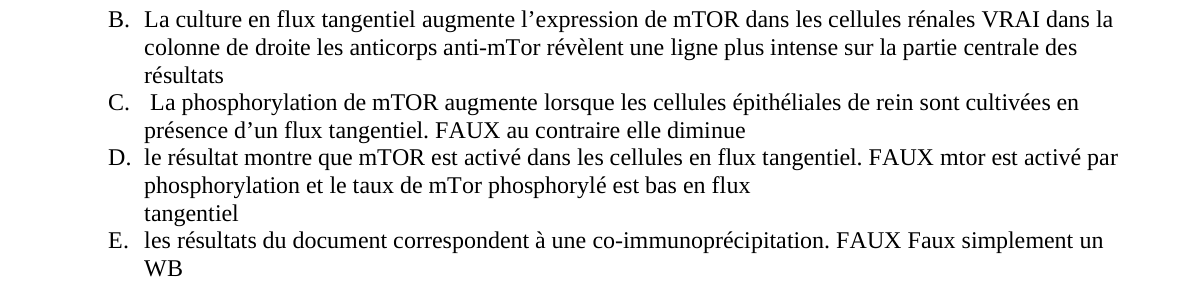 B. La culture en flux tangentiel augmente l’expression de mTOR dans les cellules rénales VRAI dans la
colonne de droite les anticorps anti-mTor révèlent une ligne plus intense sur la partie centrale des
résultats
C. La phosphorylation de mTOR augmente lorsque les cellules épithéliales de rein sont cultivées en
présence d’un flux tangentiel. FAUX au contraire elle diminue
D. le résultat montre que mTOR est activé dans les cellules en flux tangentiel. FAUX mtor est activé par
phosphorylation et le taux de mTor phosphorylé est bas en flux
tangentiel
E. les résultats du document correspondent à une co-immunoprécipitation. FAUX Faux simplement un
WB